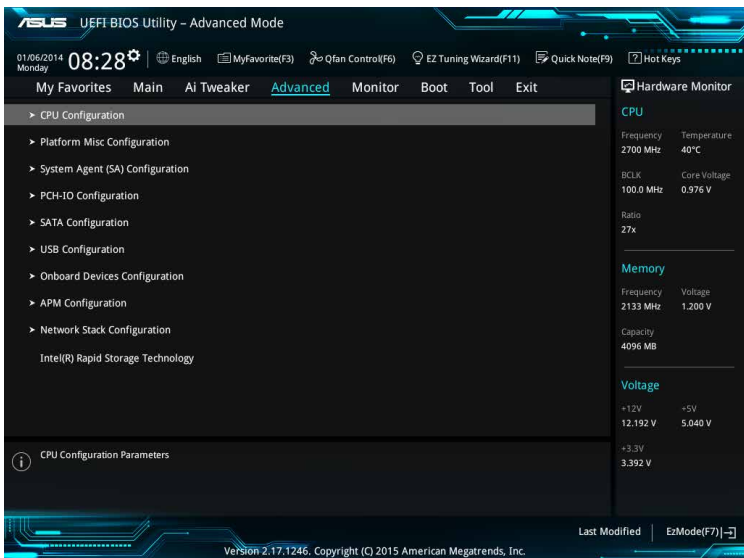 ASUS UEFI BIOS Utility – Advanced Mode
01/06/2014 Monday 08:28 English MyFavorite(F3) Qfan Control(F6) EZ Tuning Wizard(F11) Quick Note(F9) ? Hot Keys
My Favorites Main Ai Tweaker Advanced Monitor Boot Tool Exit
> CPU Configuration
> Platform Misc Configuration
> System Agent (SA) Configuration
> PCH-IO Configuration
> SATA Configuration
> USB Configuration
> Onboard Devices Configuration
> APM Configuration
> Network Stack Configuration
Intel(R) Rapid Storage Technology
i CPU Configuration Parameters
Hardware Monitor
CPU
Frequency Temperature
2700 MHz 40°C
BCLK Core Voltage
100.0 MHz 0.976 V
Ratio
27x
Memory
Frequency Voltage
2133 MHz 1.200 V
Capacity
4096 MB
Voltage
+12V +5V
12.192 V 5.040 V
+3.3V
3.392 V
Last Modified EzMode(F7)
Version 2.17.1246. Copyright (C) 2015 American Megatrends, Inc.